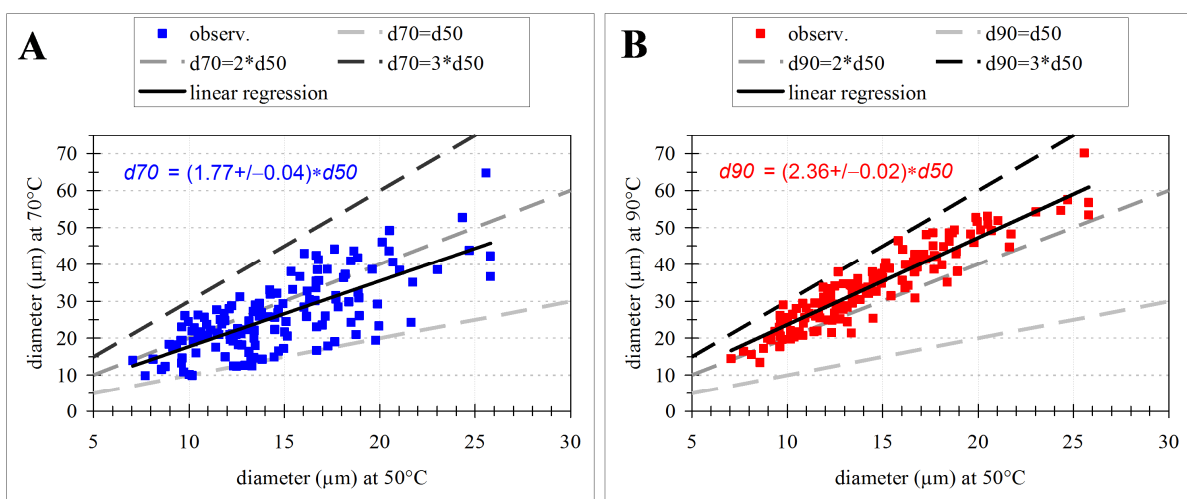 A
observ.
d70=d50
d70=2*d50
d70=3*d50
linear regression
d70 = (1.77+/−0.04)*d50
diameter (µm) at 70°C
70
60
50
40
30
20
10
0
5
10
15
20
25
30
diameter (µm) at 50°C
B
observ.
d90=d50
d90=2*d50
d90=3*d50
linear regression
d90 = (2.36+/−0.02)*d50
diameter (µm) at 90°C
70
60
50
40
30
20
10
0
5
10
15
20
25
30
diameter (µm) at 50°C